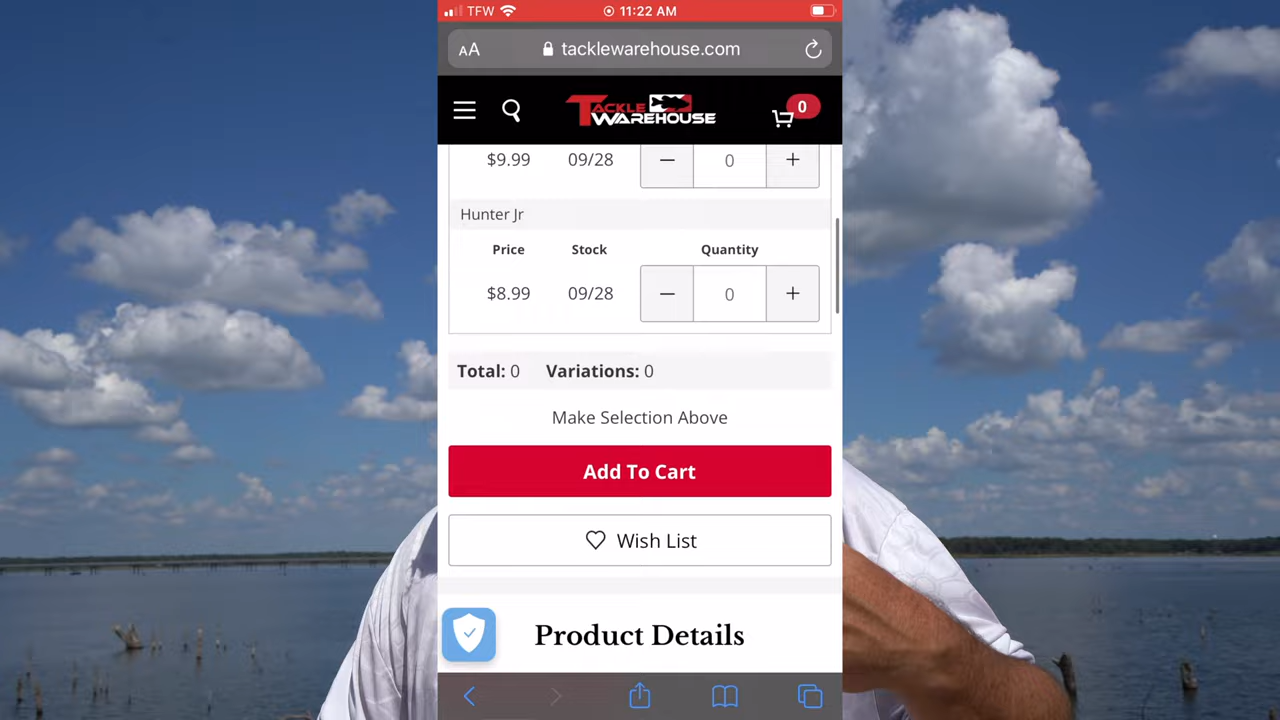 TFW 11:22 AM
AA tacklewarehouse.com
TACKLE WAREHOUSE 0
$9.99 09/28 — 0 +
Hunter Jr
Price Stock Quantity
$8.99 09/28 — 0 +
Total: 0 Variations: 0
Make Selection Above
Add To Cart
Wish List
Product Details